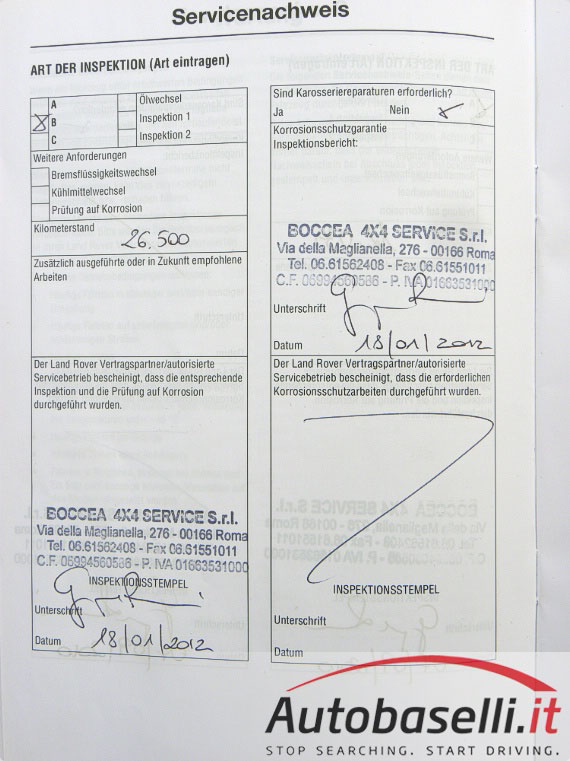 Servicenachweis
ART DER INSPEKTION (Art eintragen)
A
B
C
Ölwechsel
Inspektion 1
Inspektion 2
Weitere Anforderungen
Bremsflüssigkeitswechsel
Kühlmittelwechsel
Prüfung auf Korrosion
Kilometerstand
26.500
Zusätzlich ausgeführte oder in Zukunft empfohlene
Arbeiten
Der Land Rover Vertragspartner/autorisierte
Servicebetrieb bescheinigt, dass die entsprechende
Inspektion und die Prüfung auf Korrosion
durchgeführt wurden.
BOCCEA 4X4 SERVICE S.r.l.
Via della Maglianella, 276 - 00166 Roma
Tel. 06.61562408 - Fax 06.61551011
C.F. 05994560586 - P. IVA 01663531000
INSPEKTIONSSTEMPEL
Unterschrift
Datum 18/01/2012
Sind Karosseriereparaturen erforderlich?
Ja Nein
Korrosionsschutzgarantie
Inspektionsbericht:
BOCCEA 4X4 SERVICE S.r.l.
Via della Maglianella, 276 - 00166 Roma
Tel. 06.61562408 - Fax 06.61551011
C.F. 05994560586 - P. IVA 01663531000
Unterschrift
Datum 18/01/2012
Der Land Rover Vertragspartner/autorisierte
Servicebetrieb bescheinigt, dass die erforderlichen
Korrosionsschutzarbeiten durchgeführt wurden.
INSPEKTIONSSTEMPEL
Unterschrift
Datum
Autobaselli.it
STOP SEARCHING. START DRIVING.